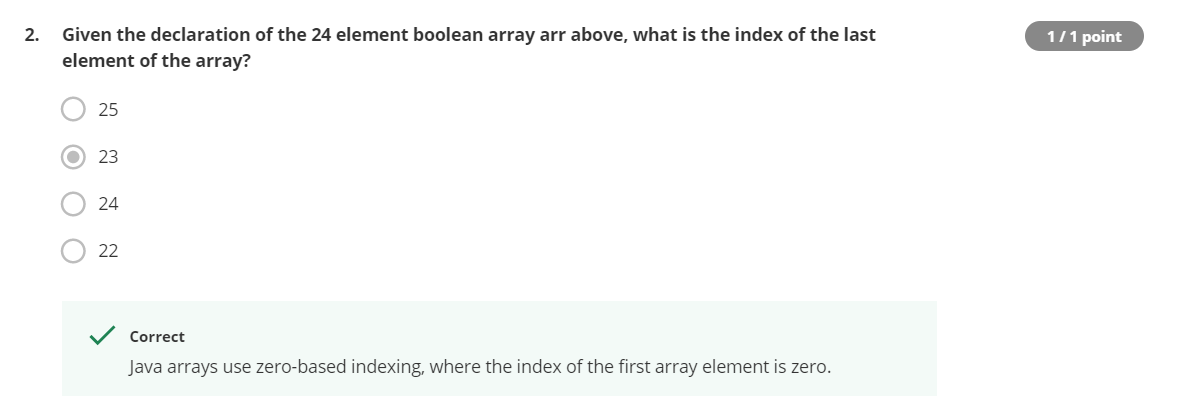 2. Given the declaration of the 24 element boolean array arr above, what is the index of the last
element of the array?
1 / 1 point
25
23
24
22
Correct
Java arrays use zero-based indexing, where the index of the first array element is zero.